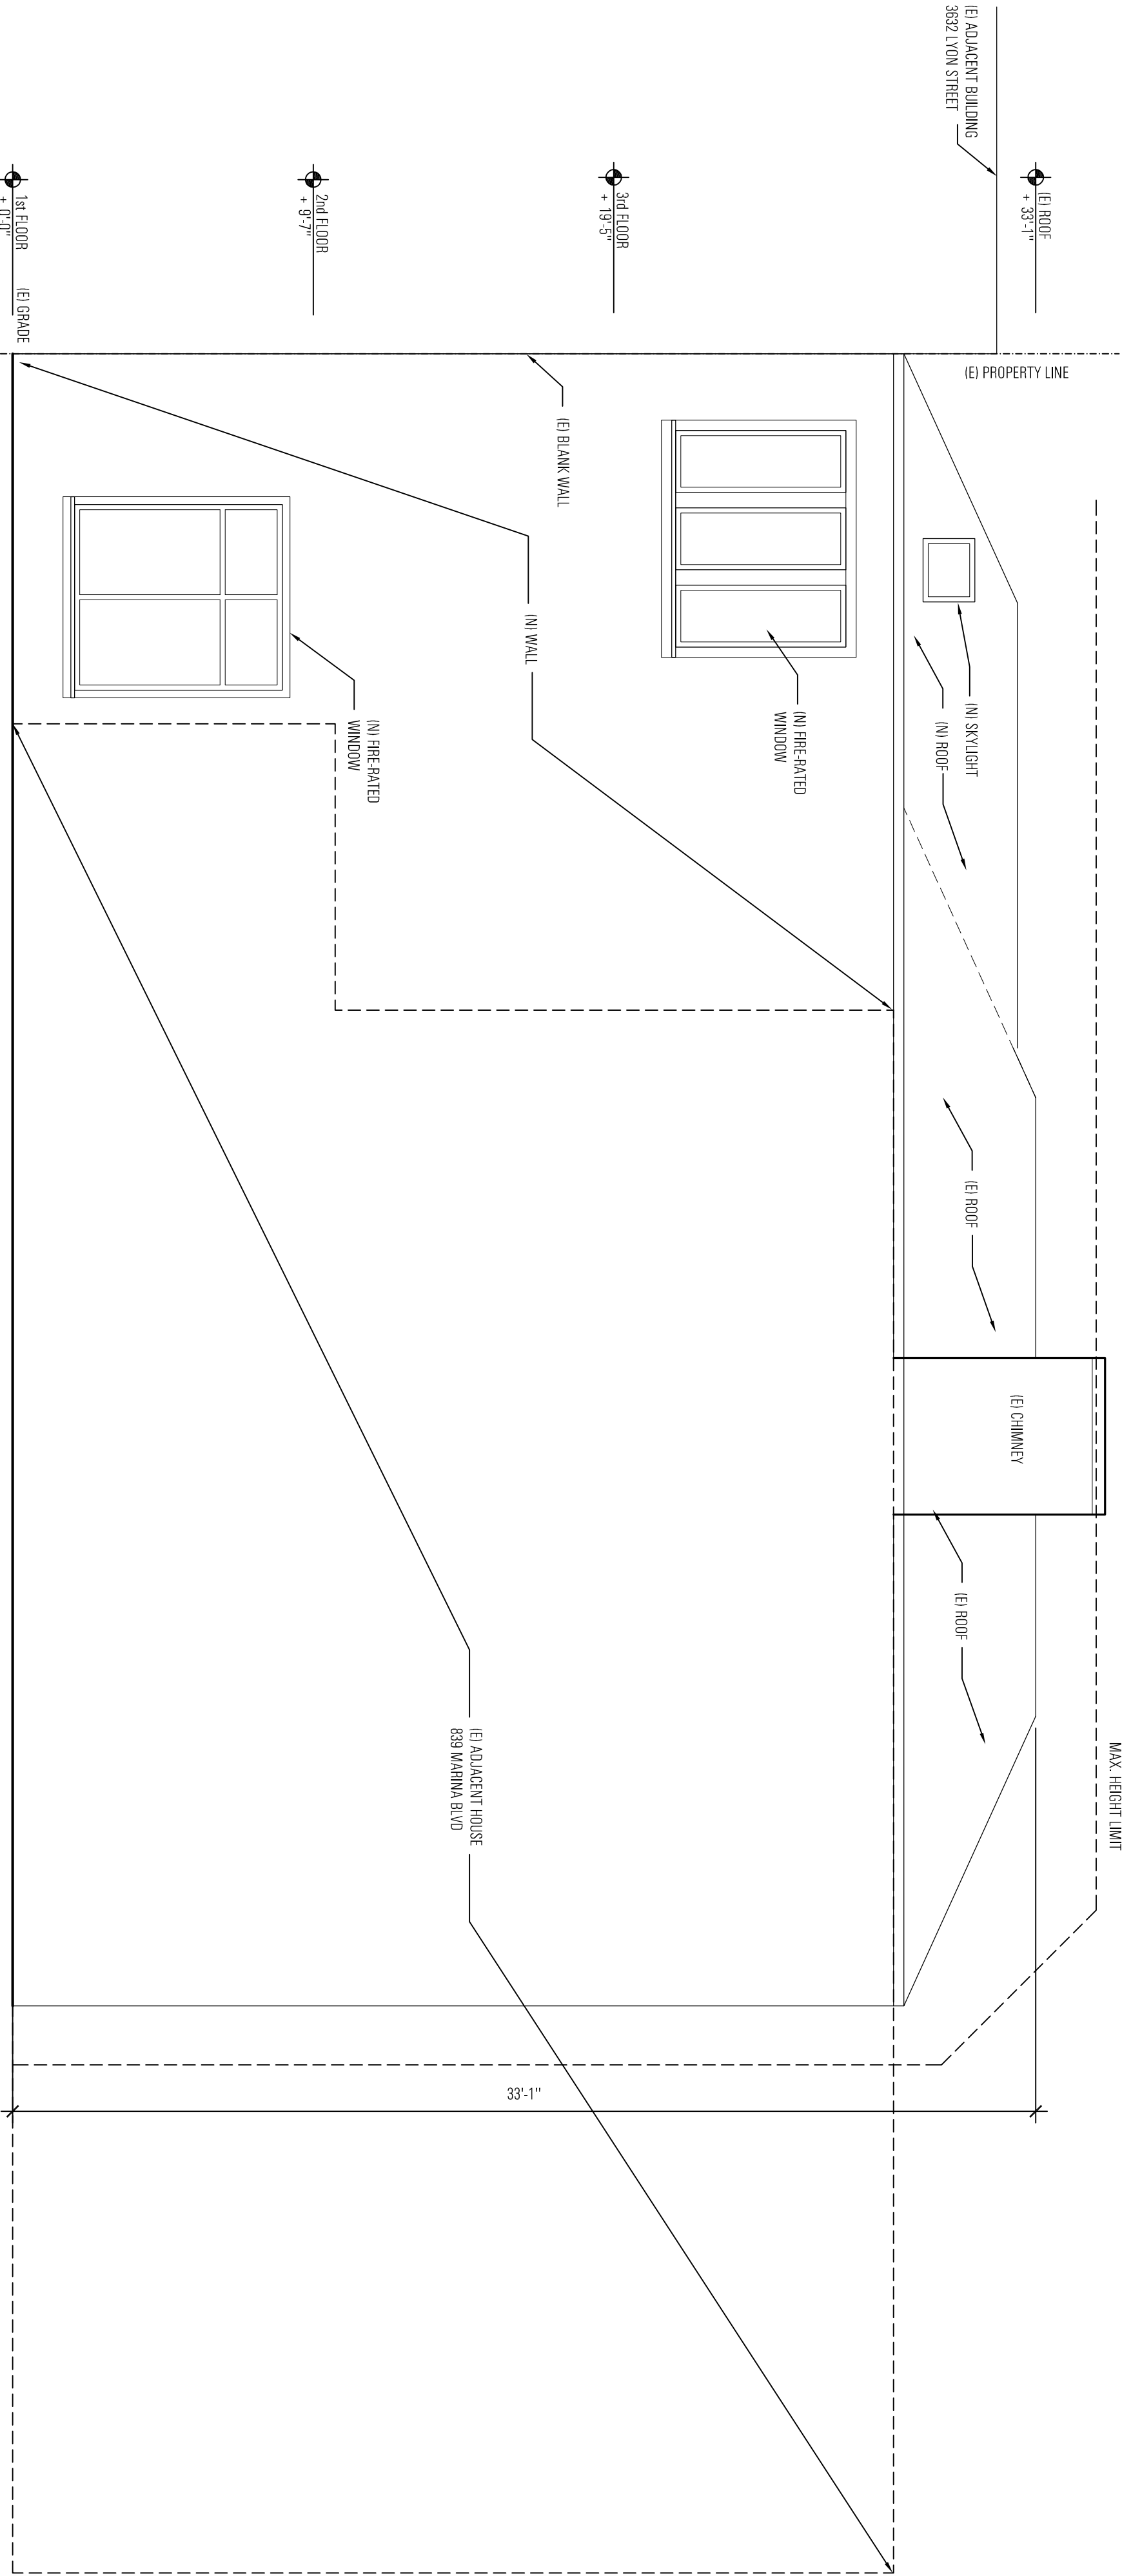 (E) ADJACENT BUILDING
3632 LYON STREET
(E) ROOF
+ 33'-1"
3rd FLOOR
+ 19'-5"
2nd FLOOR
+ 9'-7"
1st FLOOR
+ 0'-0"
(E) GRADE
(E) PROPERTY LINE
(E) BLANK WALL
(N) WALL
(N) SKYLIGHT
(N) ROOF
(N) FIRE-RATED
WINDOW
(N) FIRE-RATED
WINDOW
(E) ROOF
(E) CHIMNEY
(E) ROOF
MAX. HEIGHT LIMIT
(E) ADJACENT HOUSE
839 MARINA BLVD
33'-1"